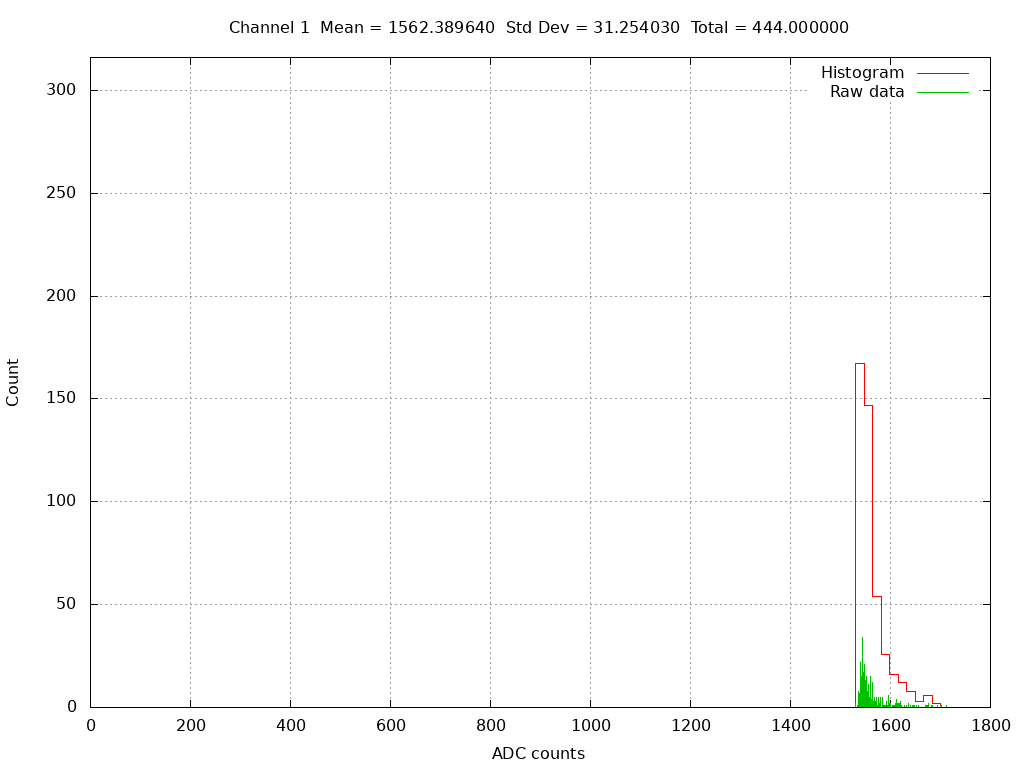 Channel 1  Mean = 1562.389640  Std Dev = 31.254030  Total = 444.000000
Histogram
Raw data
300
250
200
150
100
50
0
Count
0 200 400 600 800 1000 1200 1400 1600 1800
ADC counts